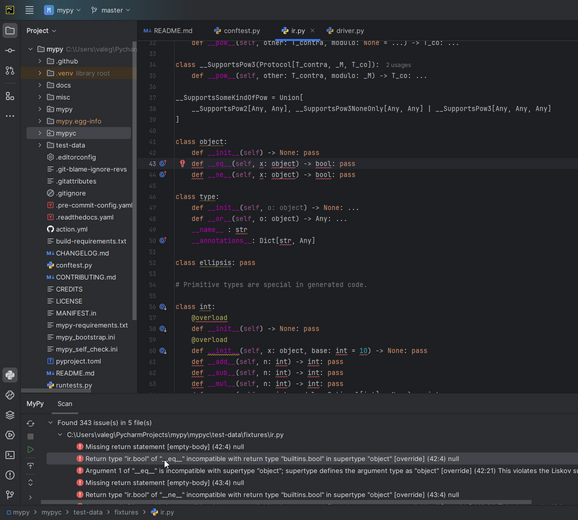 mypy
master
Project
README.md
conftest.py
ir.py
driver.py
mypy C:\Users\valeg\Pychar
.github
.venv library root
docs
misc
mypy
mypy.egg-info
mypyc
test-data
.editorconfig
.git-blame-ignore-revs
.gitattributes
.gitignore
.pre-commit-config.yaml
.readthedocs.yaml
action.yml
build-requirements.txt
CHANGELOG.md
conftest.py
CONTRIBUTING.md
CREDITS
LICENSE
MANIFEST.in
mypy-requirements.txt
mypy_bootstrap.ini
mypy_self_check.ini
pyproject.toml
README.md
runtests.py
32 def __pow__(self, other: T_contra, modulo: None = ...) -> T_co: ...
33
34 class __SupportsPow3(Protocol[T_contra, _M, T_co]): 2 usages
35 def __pow__(self, other: T_contra, modulo: _M) -> T_co: ...
36
37 __SupportsSomeKindOfPow = Union[
38 __SupportsPow2[Any, Any], __SupportsPow3NoneOnly[Any, Any] | __SupportsPow3[Any, Any, Any]
39 ]
40
41 class object:
42 def __init__(self) -> None: pass
43 def __eq__(self, x: object) -> bool: pass
44 def __ne__(self, x: object) -> bool: pass
45
46 class type:
47 def __init__(self, o: object) -> None: ...
48 def __or__(self, o: object) -> Any: ...
49 __name__ : str
50 __annotations__: Dict[str, Any]
51
52 class ellipsis: pass
53
54 # Primitive types are special in generated code.
55
56 class int:
57 @overload
58 def __init__(self) -> None: pass
59 @overload
60 def __init__(self, x: object, base: int = 10) -> None: pass
61 def __add__(self, n: int) -> int: pass
62 def __sub__(self, n: int) -> int: pass
63 def __mul__(self, n: int) -> int: pass
MyPy Scan
Found 343 issue(s) in 5 file(s)
C:\Users\valeg\PycharmProjects\mypy\mypyc\test-data\fixtures\ir.py
Missing return statement [empty-body] (42:4) null
Return type "ir.bool" of "__eq__" incompatible with return type "builtins.bool" in supertype "object" [override] (42:4) null
Argument 1 of "__eq__" is incompatible with supertype "object"; supertype defines the argument type as "object" [override] (42:21) This violates the Liskov su
Missing return statement [empty-body] (43:4) null
Return type "ir.bool" of "__ne__" incompatible with return type "builtins.bool" in supertype "object" [override] (43:4) null
mypy > mypyc > test-data > fixtures > ir.py